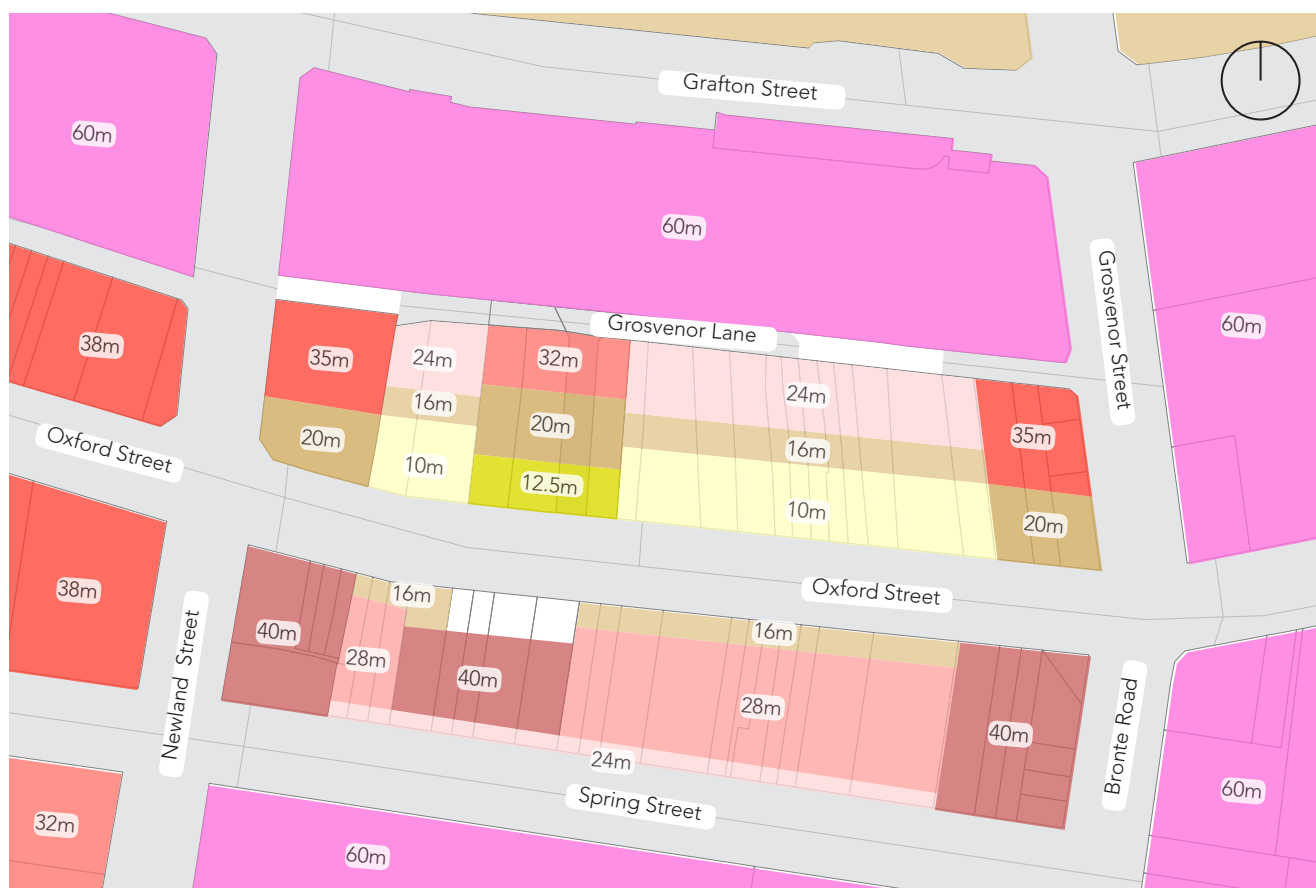 Grafton Street
60m
60m
Grosvenor Street
60m
Grosvenor Lane
38m
35m
24m
32m
24m
16m
20m
16m
35m
20m
10m
12.5m
10m
20m
Oxford Street
Oxford Street
38m
16m
40m
28m
40m
16m
28m
40m
24m
Newland Street
Bronte Road
60m
Spring Street
32m
60m